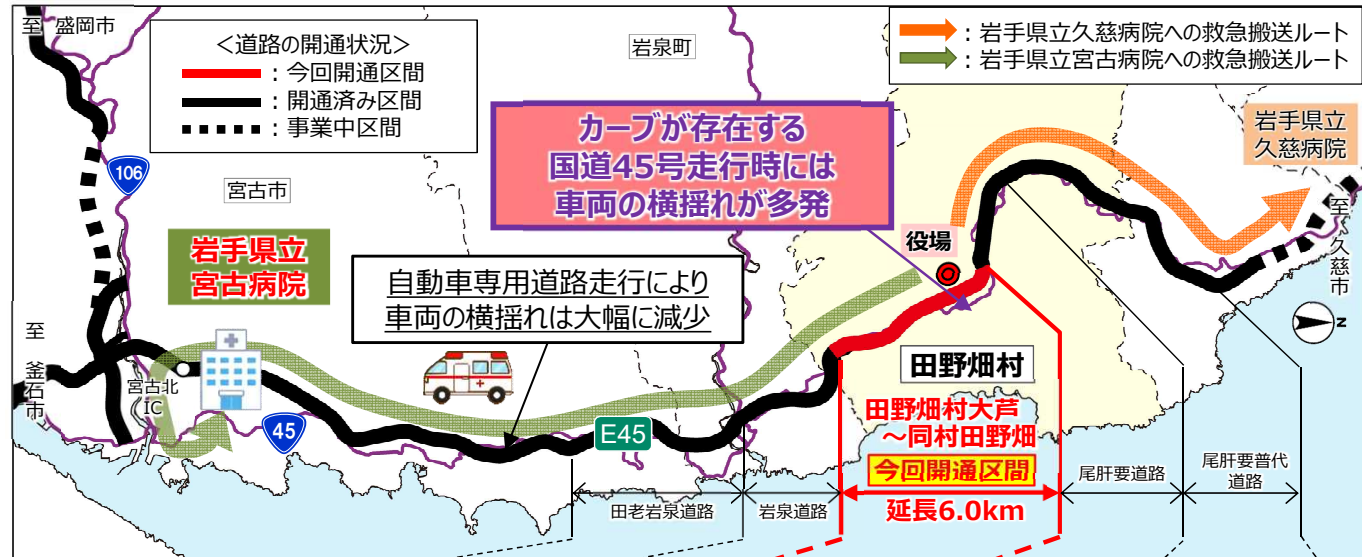 至 盛岡市
<道路の開通状況>
:今回開通区間
:開通済み区間
:事業中区間
岩泉町
:岩手県立久慈病院への救急搬送ルート
:岩手県立宮古病院への救急搬送ルート
カーブが存在する
国道45号走行時には
車両の横揺れが多発
岩手県立
久慈病院
106
宮古市
役場
至 久慈市
岩手県立
宮古病院
自動車専用道路走行により
車両の横揺れは大幅に減少
N
至 釜石市
宮古北
IC
田野畑村
45
E45
田野畑村大芦
~同村田野畑
今回開通区間
延長6.0km
田老岩泉道路
岩泉道路
尾肝要道路
尾肝要普代
道路